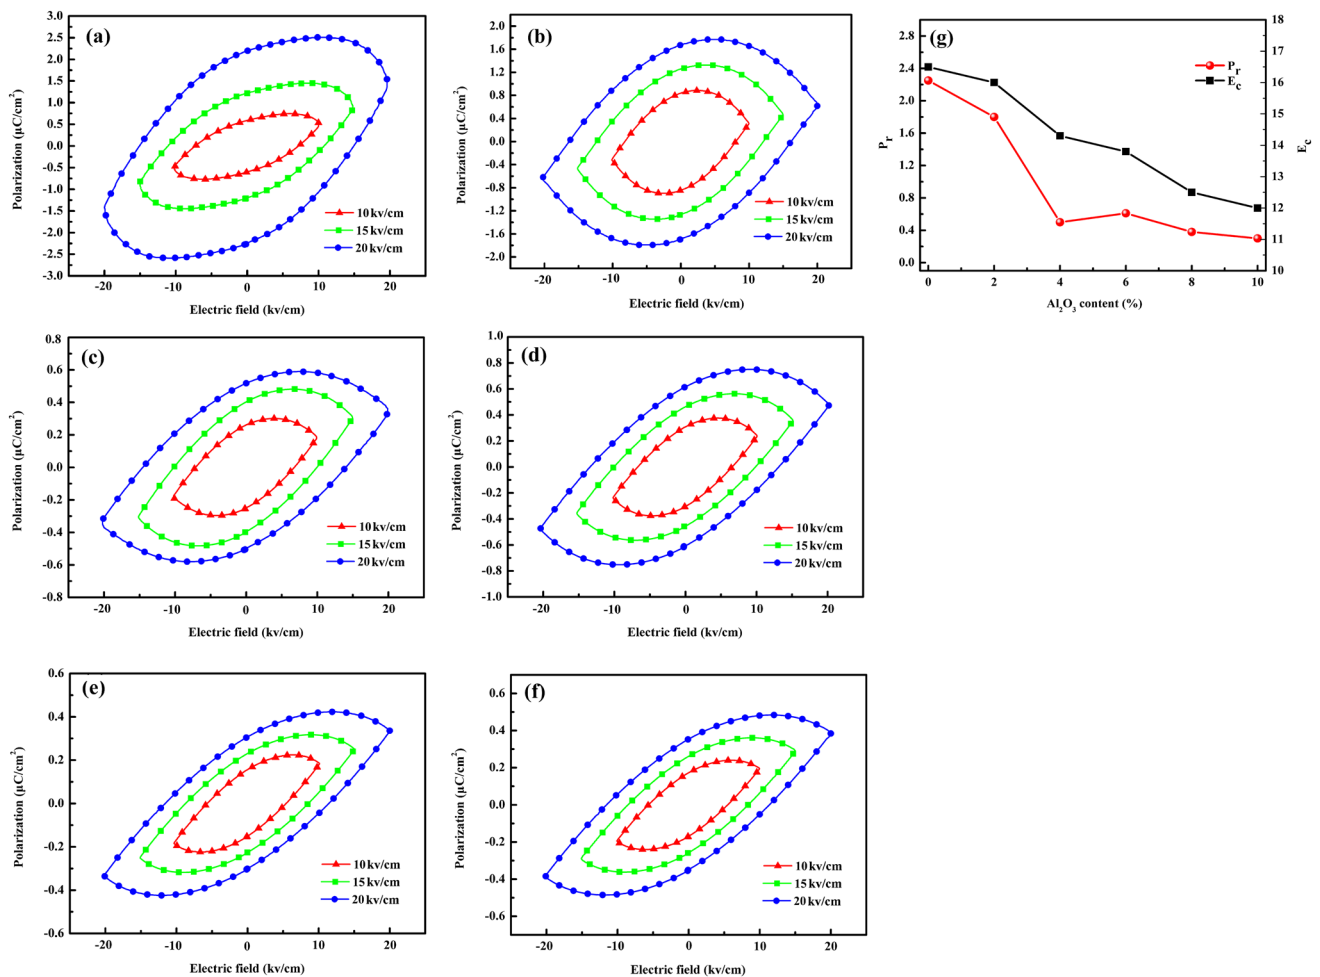 (a)
3.0
2.5
2.0
1.5
1.0
0.5
0.0
-0.5
-1.0
-1.5
-2.0
-2.5
-3.0
Polarization (μC/cm²)
10 kv/cm
15 kv/cm
20 kv/cm
-20 -10 0 10 20
Electric field (kv/cm)
(b)
2.0
1.6
1.2
0.8
0.4
0.0
-0.4
-0.8
-1.2
-1.6
-2.0
Polarization (μC/cm²)
10 kv/cm
15 kv/cm
20 kv/cm
-20 -10 0 10 20
Electric field (kv/cm)
(g)
2.8
2.4
2.0
1.6
1.2
0.8
0.4
0.0
Pr
Pr
Ec
18
17
16
15
14
13
12
11
10
Ec
0 2 4 6 8 10
Al₂O₃ content (%)
(c)
0.8
0.6
0.4
0.2
0.0
-0.2
-0.4
-0.6
-0.8
Polarization (μC/cm²)
10 kv/cm
15 kv/cm
20 kv/cm
-20 -10 0 10 20
Electric field (kv/cm)
(d)
1.0
0.8
0.6
0.4
0.2
0.0
-0.2
-0.4
-0.6
-0.8
-1.0
Polarization (μC/cm²)
10 kv/cm
15 kv/cm
20 kv/cm
-20 -10 0 10 20
Electric field (kv/cm)
(e)
0.6
0.4
0.2
0.0
-0.2
-0.4
-0.6
Polarization (μC/cm²)
10 kv/cm
15 kv/cm
20 kv/cm
-20 -10 0 10 20
Electric field (kv/cm)
(f)
0.6
0.4
0.2
0.0
-0.2
-0.4
-0.6
Polarization (μC/cm²)
10 kv/cm
15 kv/cm
20 kv/cm
-20 -10 0 10 20
Electric field (kv/cm)